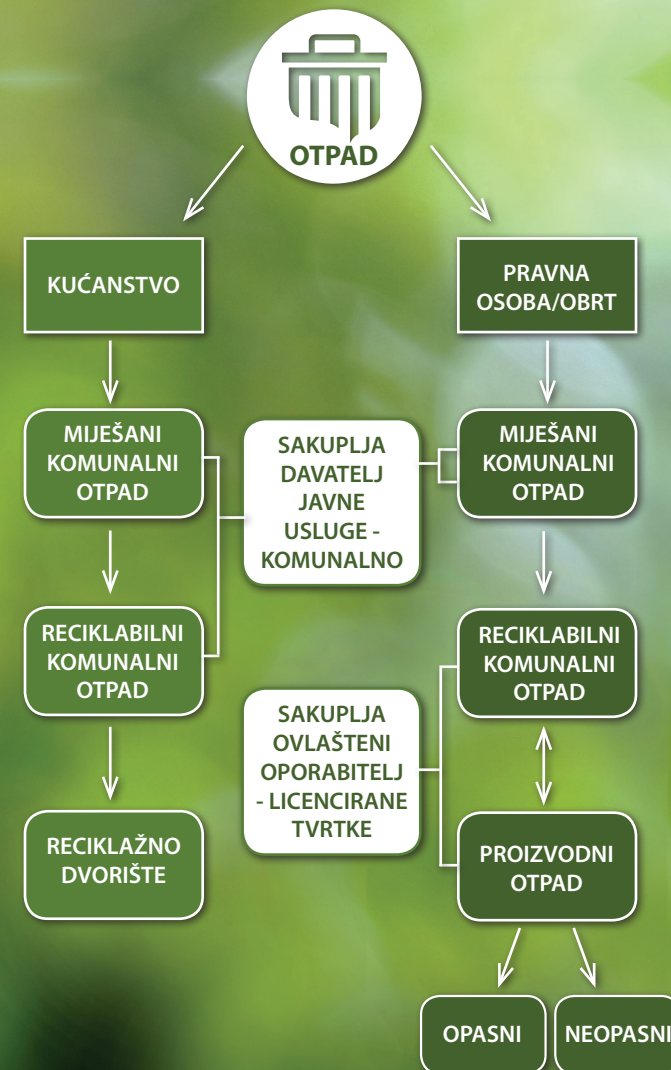 OTPAD
KUĆANSTVO
PRAVNA
OSOBA/OBRT
MIJEŠANI
KOMUNALNI
OTPAD
SAKUPLJA
DAVATELJ
JAVNE
USLUGE -
KOMUNALNO
MIJEŠANI
KOMUNALNI
OTPAD
RECIKLABILNI
KOMUNALNI
OTPAD
RECIKLABILNI
KOMUNALNI
OTPAD
SAKUPLJA
OVLAŠTENI
OPORABITELJ
- LICENCIRANE
TVRTKE
RECIKLAŽNO
DVORIŠTE
PROIZVODNI
OTPAD
OPASNI
NEOPASNI